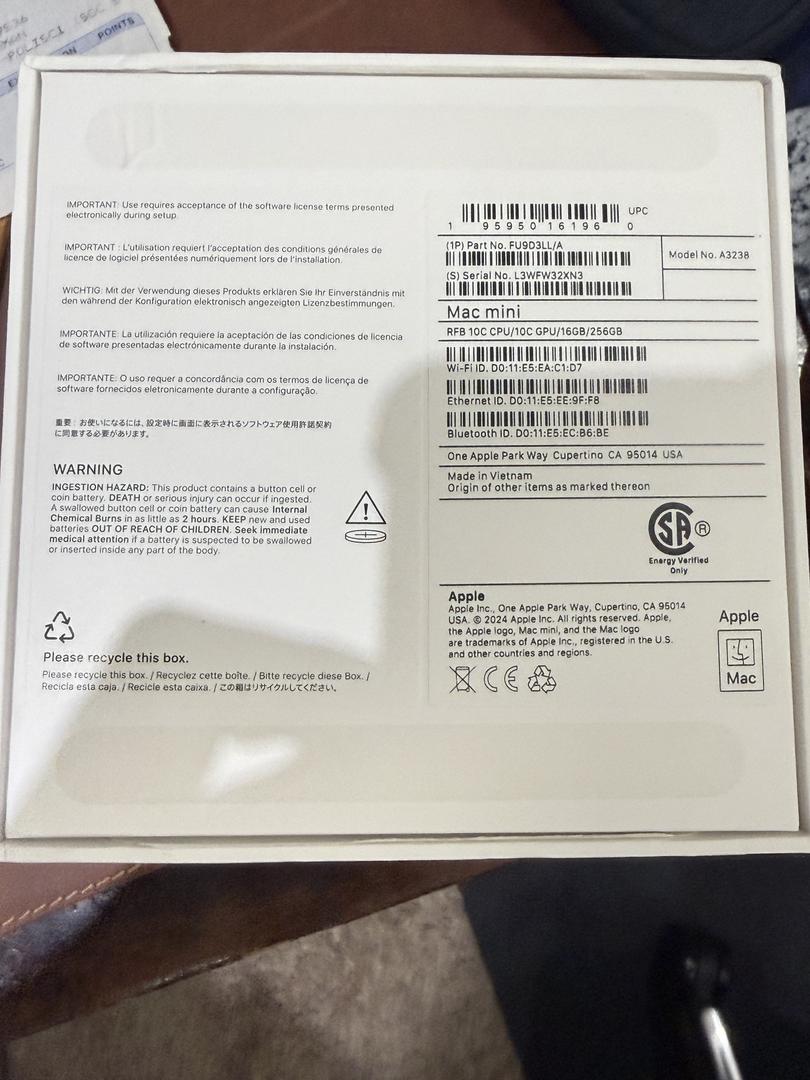 POLISCI
SOC
POINTS
IMPORTANT: Use requires acceptance of the software license terms presented
electronically during setup.
IMPORTANT : L'utilisation requiert l'acceptation des conditions générales de
licence de logiciel présentées numériquement lors de l'installation.
WICHTIG: Mit der Verwendung dieses Produkts erklären Sie Ihr Einverständnis mit
den während der Konfiguration elektronisch angezeigten Lizenzbestimmungen.
IMPORTANTE: La utilización requiere la aceptación de las condiciones de licencia
de software presentadas electrónicamente durante la instalación.
IMPORTANTE: O uso requer a concordância com os termos de licença de
software fornecidos eletronicamente durante a configuração.
重要：お使いになるには、設定時に画面に表示されるソフトウェア使用許諾契約
に同意する必要があります。
WARNING
INGESTION HAZARD: This product contains a button cell or
coin battery. DEATH or serious injury can occur if ingested.
A swallowed button cell or coin battery can cause Internal
Chemical Burns in as little as 2 hours. KEEP new and used
batteries OUT OF REACH OF CHILDREN. Seek immediate
medical attention if a battery is suspected to be swallowed
or inserted inside any part of the body.
Please recycle this box.
Please recycle this box. / Recyclez cette boîte. / Bitte recycle diese Box. /
Recicla esta caja. / Recicle esta caixa. / この箱はリサイクルしてください。
UPC
1 95950 16196 0
(1P) Part No. FU9D3LL/A
Model No. A3238
(S) Serial No. L3WFW32XN3
Mac mini
RFB 10C CPU/10C GPU/16GB/256GB
Wi-Fi ID. D0:11:E5:EA:C1:D7
Ethernet ID. D0:11:E5:EE:9F:F8
Bluetooth ID. D0:11:E5:EC:B6:BE
One Apple Park Way Cupertino CA 95014 USA
Made in Vietnam
Origin of other items as marked thereon
SA ®
Energy Verified
Only
Apple
Apple Inc., One Apple Park Way, Cupertino, CA 95014
USA. © 2024 Apple Inc. All rights reserved. Apple,
the Apple logo, Mac mini, and the Mac logo
are trademarks of Apple Inc., registered in the U.S.
and other countries and regions.
CE
Apple
Mac